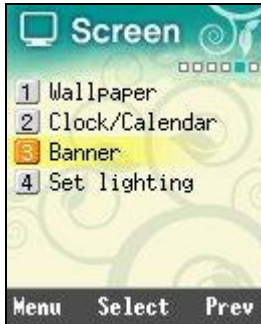 Screen
1 Wallpaper
2 Clock/Calendar
3 Banner
4 Set lighting
Menu Select Prev